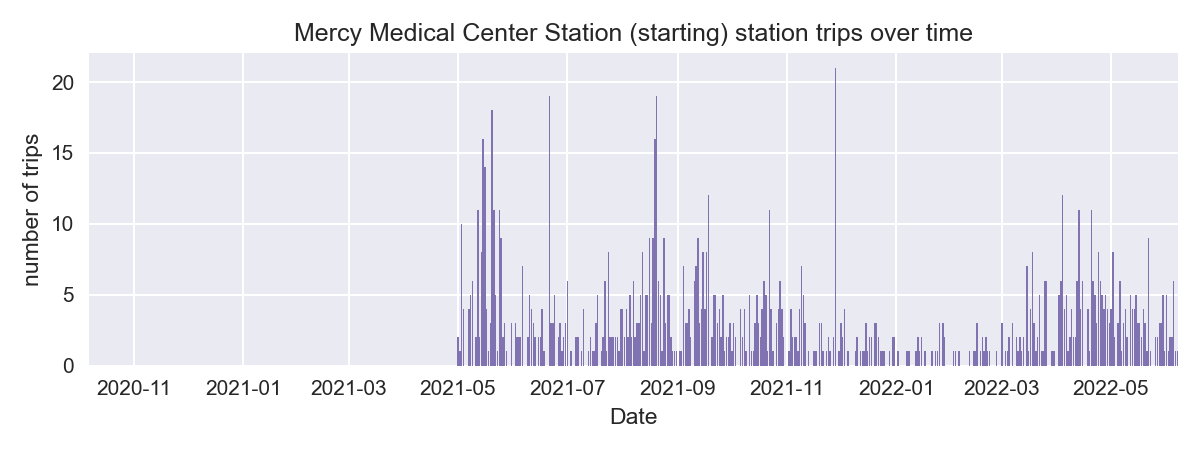 Mercy Medical Center Station (starting) station trips over time
number of trips
20
15
10
5
0
2020-11 2021-01 2021-03 2021-05 2021-07 2021-09 2021-11 2022-01 2022-03 2022-05
Date